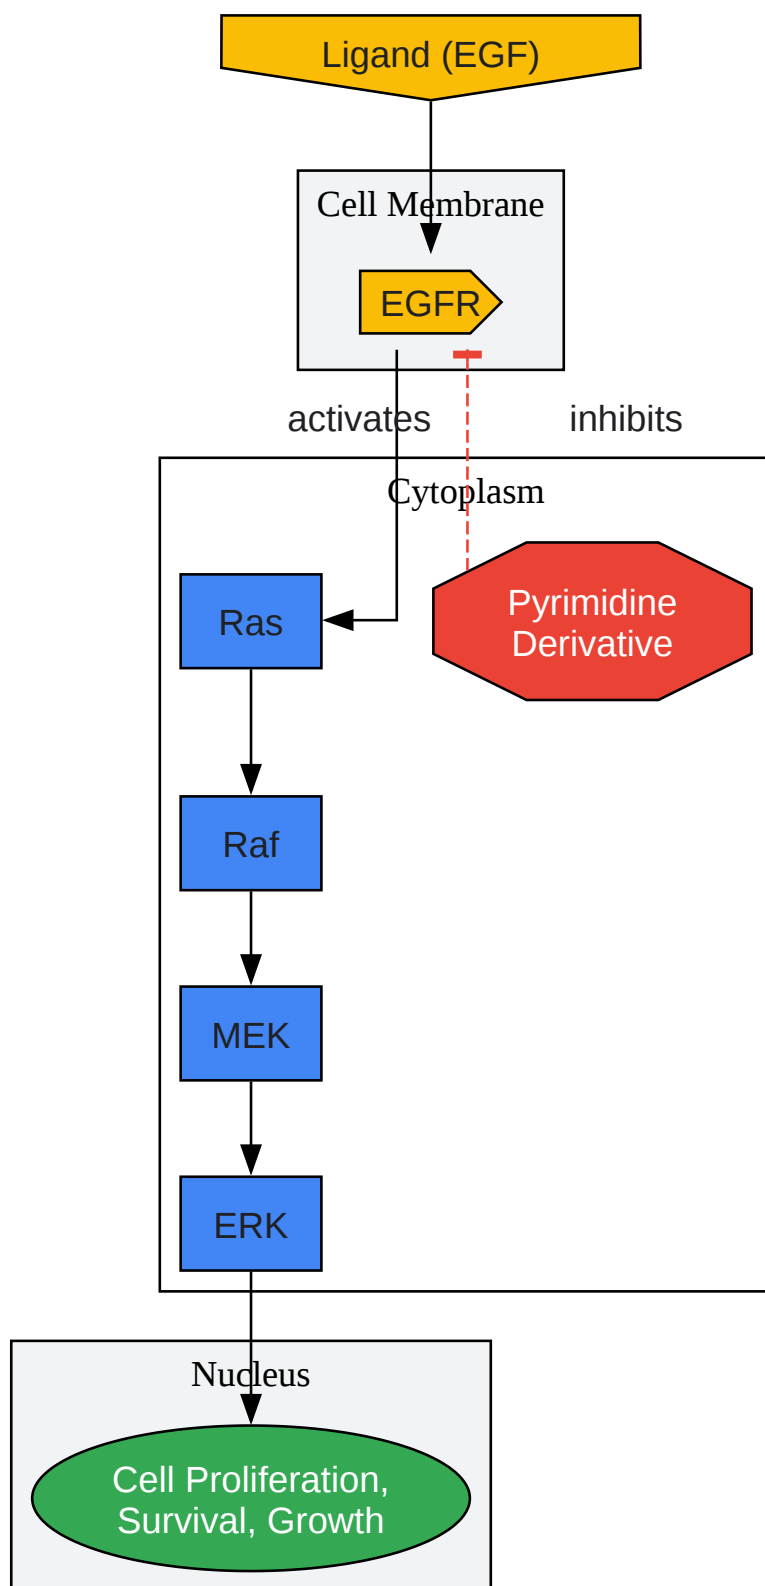 Ligand (EGF)
Cell Membrane
EGFR
activates
inhibits
Cytoplasm
Ras
Pyrimidine
Derivative
Raf
MEK
ERK
Nucleus
Cell Proliferation,
Survival, Growth